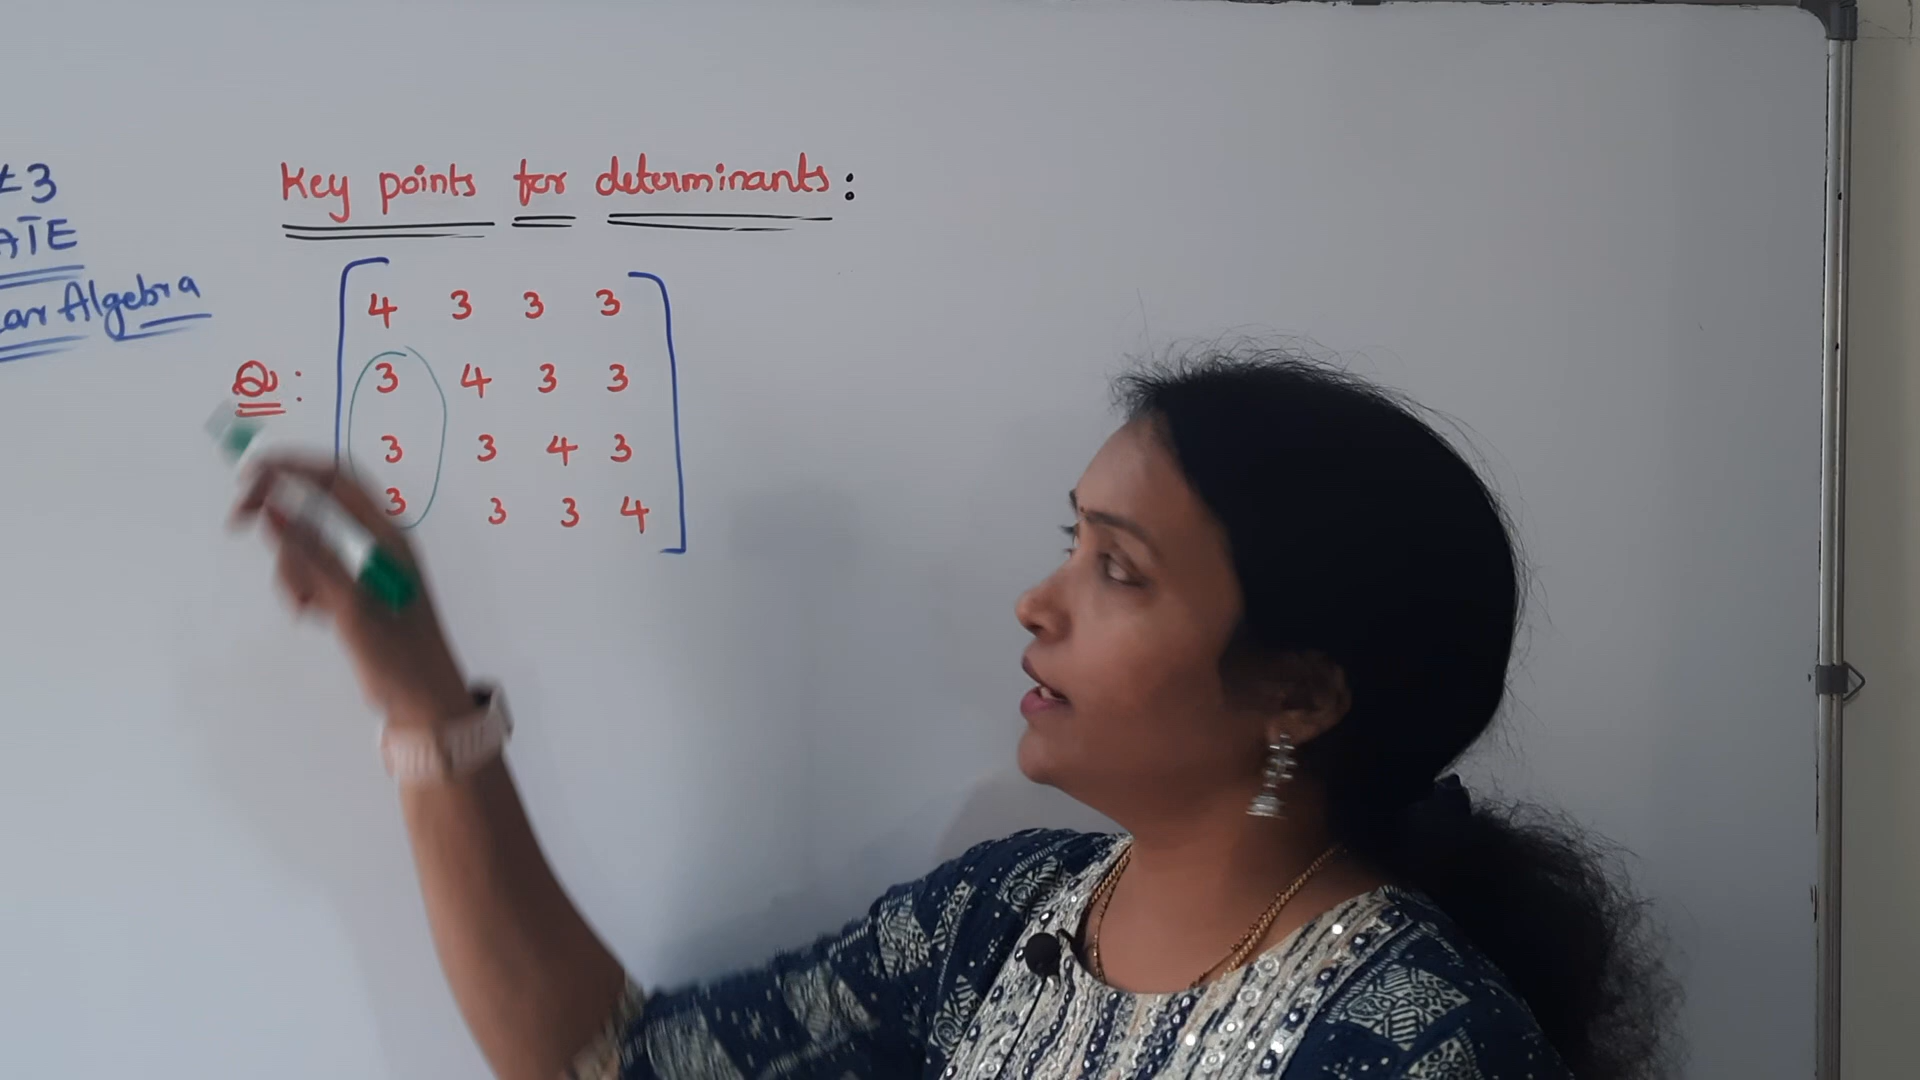 Key points for determinants:
3
Algebra
4 3 3 3
Q: 3 4 3 3
3 3 4 3
3 3 3 4